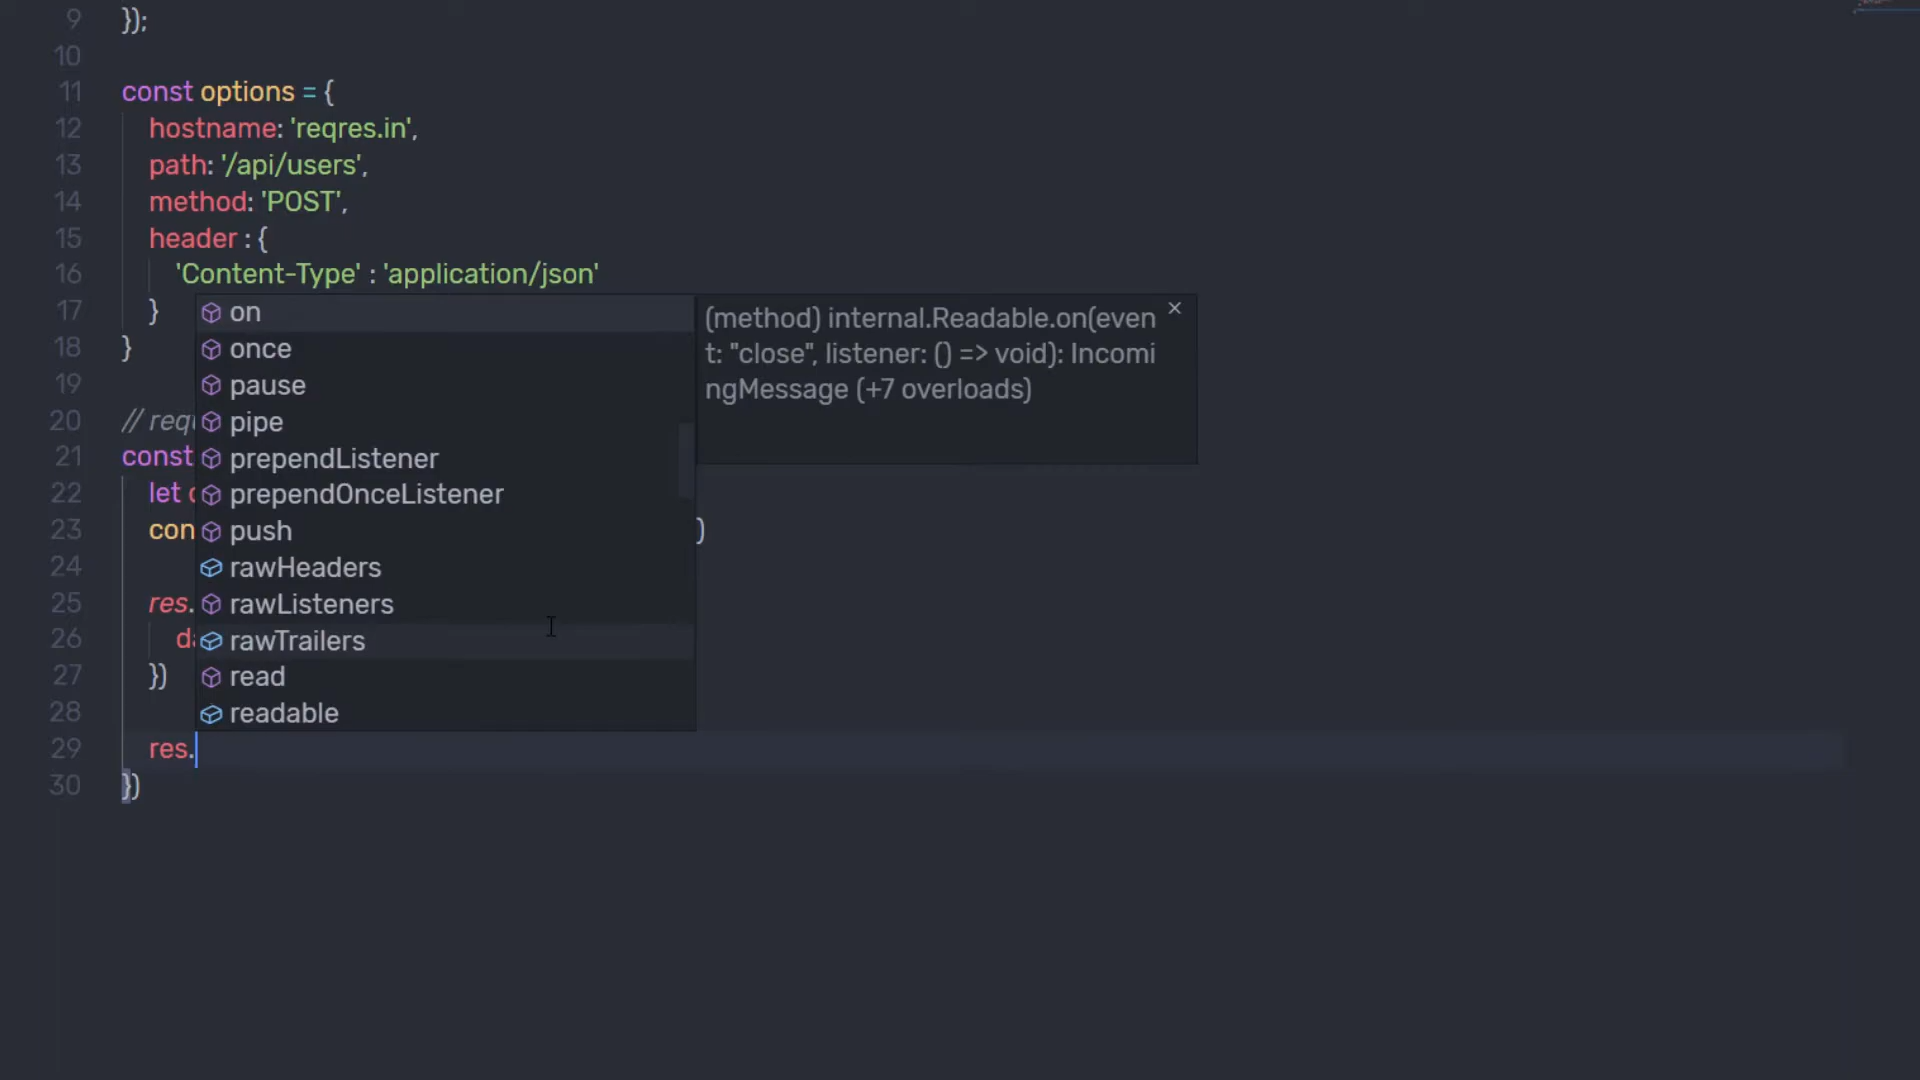 9 });
10
11 const options = {
12 hostname: 'reqres.in',
13 path: '/api/users',
14 method: 'POST',
15 header : {
16 'Content-Type' : 'application/json'
17 }
18 }
19
20 // req
21 const
22 let
23 con )
24
25 res.
26 da
27 })
28
29 res.
30 })
on
once
pause
pipe
prependListener
prependOnceListener
push
rawHeaders
rawListeners
rawTrailers
read
readable
(method) internal.Readable.on(even
t: "close", listener: () => void): Incomi
ngMessage (+7 overloads)